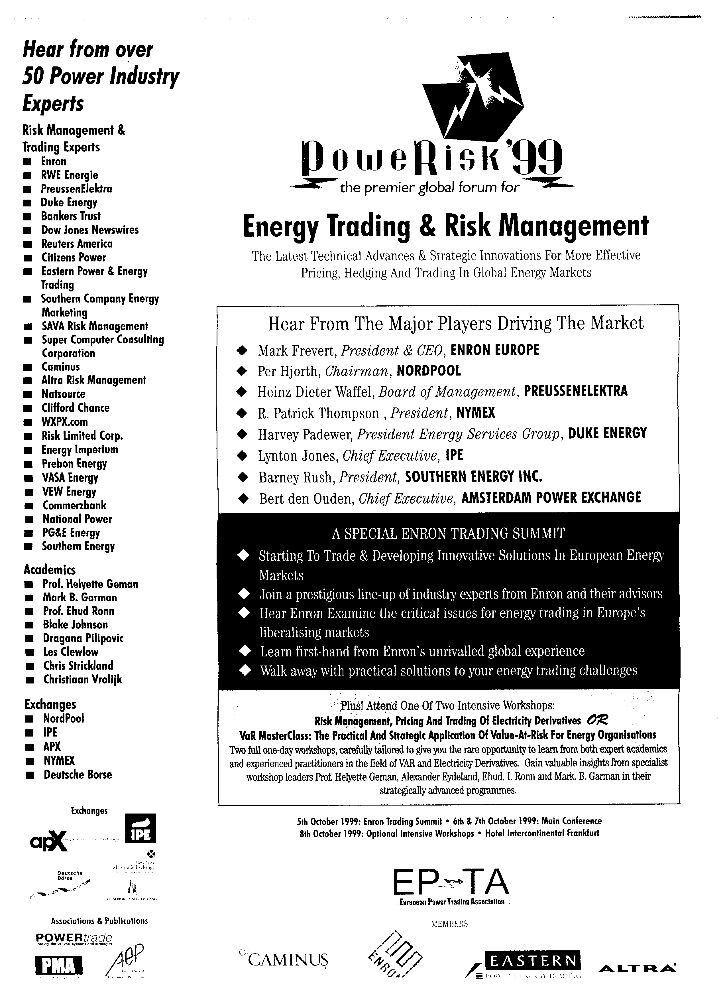 Hear from over
50 Power Industry
Experts
Risk Management &
Trading Experts
■ Enron
■ RWE Energie
■ PreussenElektra
■ Duke Energy
■ Bankers Trust
■ Dow Jones Newswires
■ Reuters America
■ Citizens Power
■ Eastern Power & Energy
Trading
■ Southern Company Energy
Marketing
■ SAVA Risk Management
■ Super Computer Consulting
Corporation
■ Caminus
■ Altra Risk Management
■ Natsource
■ Clifford Chance
■ WXPX.com
■ Risk Limited Corp.
■ Energy Imperium
■ Prebon Energy
■ VASA Energy
■ VEW Energy
■ Commerzbank
■ National Power
■ PG&E Energy
■ Southern Energy
Academics
■ Prof. Helyette Geman
■ Mark B. Garman
■ Prof. Ehud Ronn
■ Blake Johnson
■ Dragana Pilipovic
■ Les Clewlow
■ Chris Strickland
■ Christiaan Vrolijk
Exchanges
■ NordPool
■ IPE
■ APX
■ NYMEX
■ Deutsche Borse
Exchanges
apX
IPE
New York
Mercantile Exchange
Deutsche
Börse
Associations & Publications
POWERtrade
trading, derivatives, systems and strategies
PMA
AEP
PoweRisk '99
the premier global forum for
Energy Trading & Risk Management
The Latest Technical Advances & Strategic Innovations For More Effective
Pricing, Hedging And Trading In Global Energy Markets
Hear From The Major Players Driving The Market
◆ Mark Frevert, President & CEO, ENRON EUROPE
◆ Per Hjorth, Chairman, NORDPOOL
◆ Heinz Dieter Waffel, Board of Management, PREUSSENELEKTRA
◆ R. Patrick Thompson , President, NYMEX
◆ Harvey Padewer, President Energy Services Group, DUKE ENERGY
◆ Lynton Jones, Chief Executive, IPE
◆ Barney Rush, President, SOUTHERN ENERGY INC.
◆ Bert den Ouden, Chief Executive, AMSTERDAM POWER EXCHANGE
A SPECIAL ENRON TRADING SUMMIT
◆ Starting To Trade & Developing Innovative Solutions In European Energy
Markets
◆ Join a prestigious line-up of industry experts from Enron and their advisors
◆ Hear Enron Examine the critical issues for energy trading in Europe's
liberalising markets
◆ Learn first-hand from Enron's unrivalled global experience
◆ Walk away with practical solutions to your energy trading challenges
Plus! Attend One Of Two Intensive Workshops:
Risk Management, Pricing And Trading Of Electricity Derivatives OR
VaR MasterClass: The Practical And Strategic Application Of Value-At-Risk For Energy Organisations
Two full one-day workshops, carefully tailored to give you the rare opportunity to learn from both expert academics
and experienced practitioners in the field of VAR and Electricity Derivatives. Gain valuable insights from specialist
workshop leaders Prof. Helyette Geman, Alexander Eydeland, Ehud. I. Ronn and Mark. B. Garman in their
strategically advanced programmes.
5th October 1999: Enron Trading Summit • 6th & 7th October 1999: Main Conference
8th October 1999: Optional Intensive Workshops • Hotel Intercontinental Frankfurt
EP TA
European Power Trading Association
MEMBERS
CAMINUS
LLC
ENRON
EASTERN
POWER & ENERGY TRADING
ALTRA